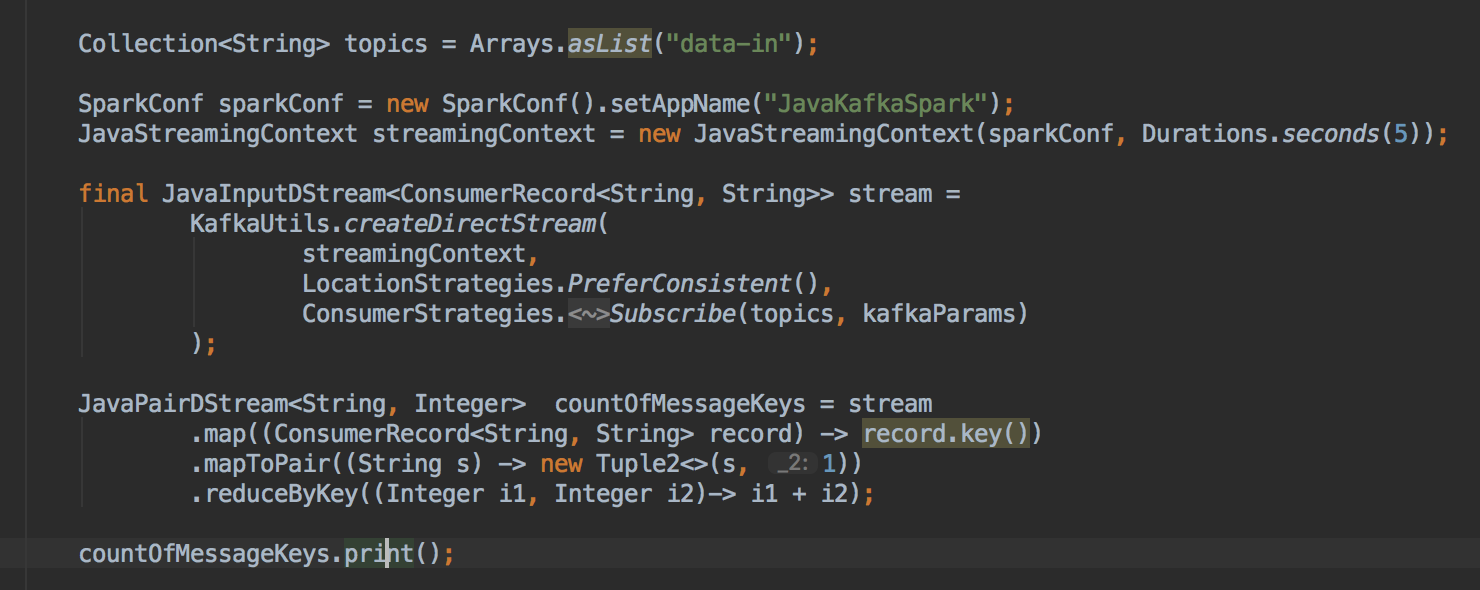 Collection<String> topics = Arrays.asList("data-in");
SparkConf sparkConf = new SparkConf().setAppName("JavaKafkaSpark");
JavaStreamingContext streamingContext = new JavaStreamingContext(sparkConf, Durations.seconds(5));
final JavaInputDStream<ConsumerRecord<String, String>> stream =
KafkaUtils.createDirectStream(
streamingContext,
LocationStrategies.PreferConsistent(),
ConsumerStrategies.<~>Subscribe(topics, kafkaParams)
);
JavaPairDStream<String, Integer>  countOfMessageKeys = stream
.map((ConsumerRecord<String, String> record) -> record.key())
.mapToPair((String s) -> new Tuple2<>(s, _2: 1))
.reduceByKey((Integer i1, Integer i2)-> i1 + i2);
countOfMessageKeys.print();